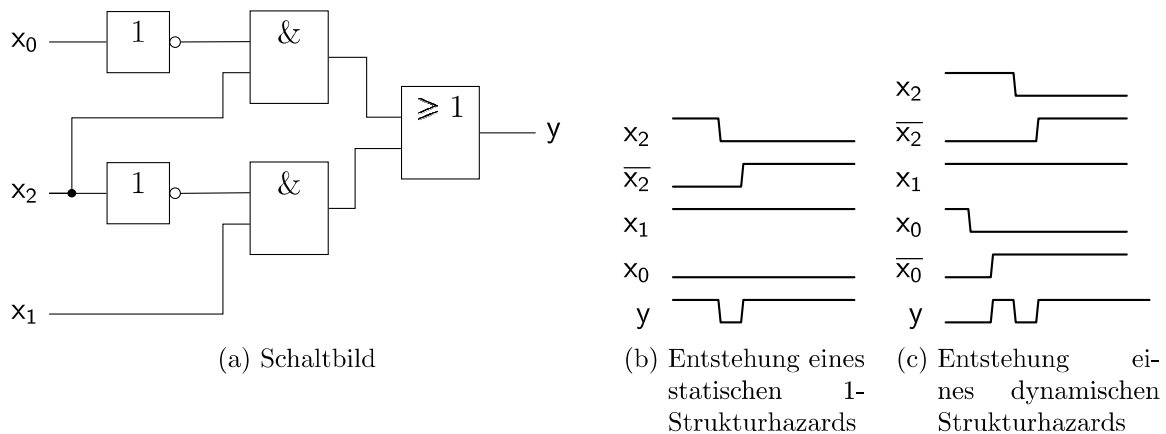 x₀
1
&
⩾ 1
y
x₂
1
&
x₁
(a) Schaltbild
x₂
x̅₂
x₁
x₀
y
(b) Entstehung eines
statischen 1-
Strukturhazards
x₂
x̅₂
x₁
x₀
x̅₀
y
(c) Entstehung ei-
nes dynamischen
Strukturhazards